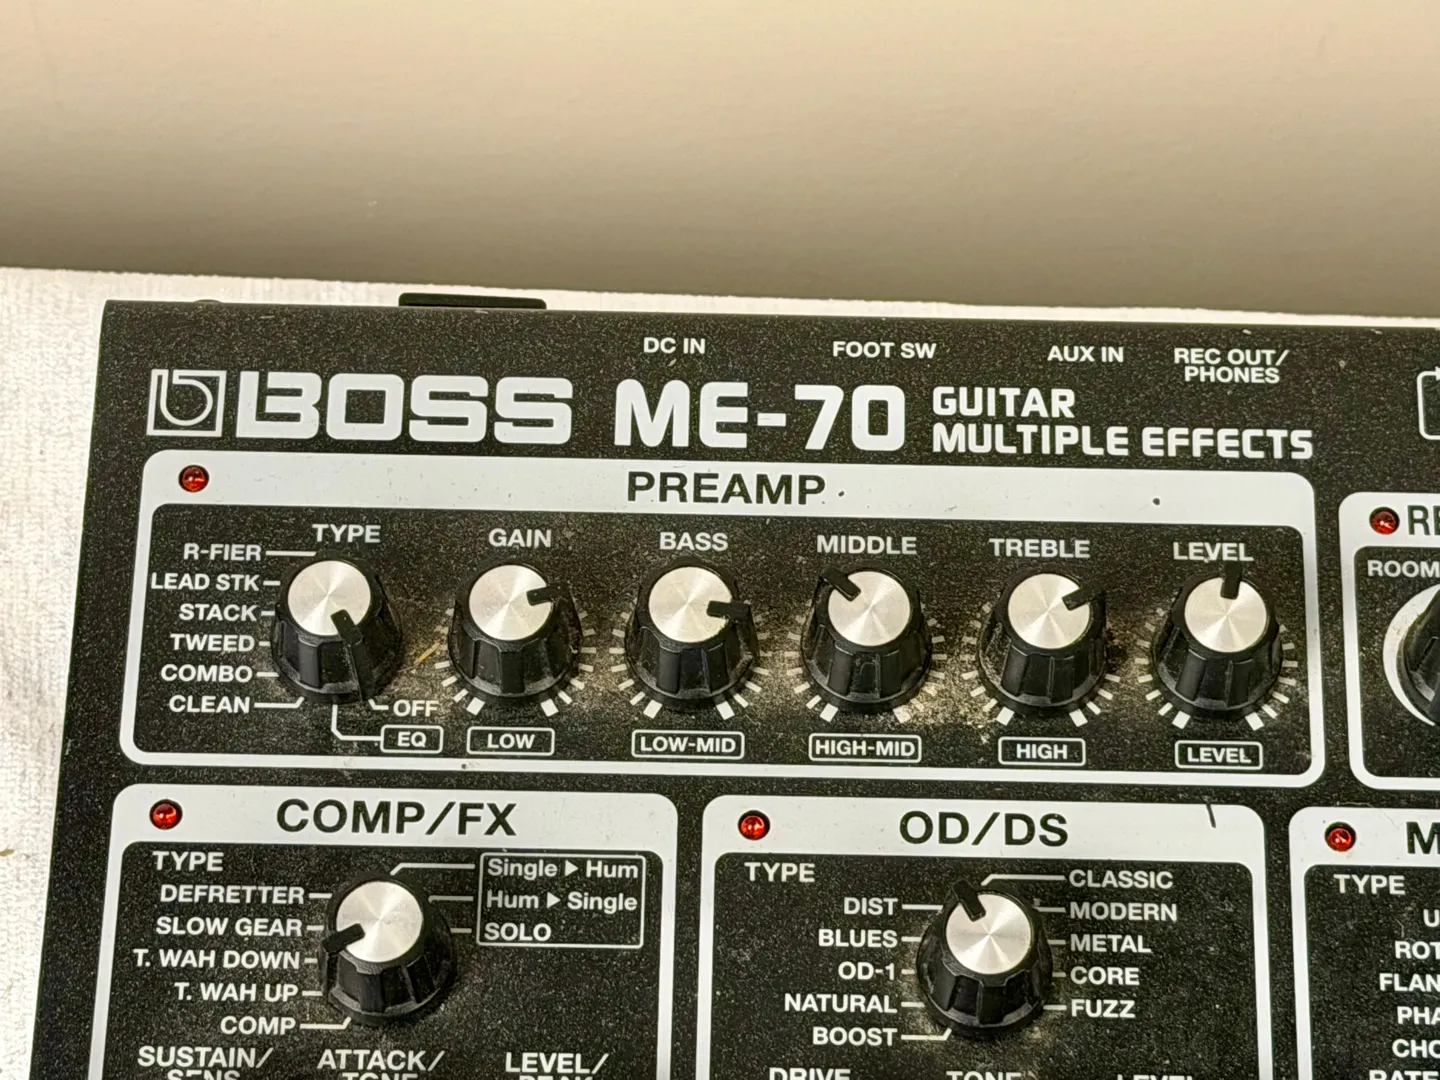 DC IN
FOOT SW
AUX IN
REC OUT/
PHONES
BOSS ME-70 GUITAR
MULTIPLE EFFECTS
PREAMP
TYPE
GAIN
BASS
MIDDLE
TREBLE
LEVEL
R-FIER
LEAD STK
STACK
TWEED
COMBO
CLEAN
OFF
EQ
LOW
LOW-MID
HIGH-MID
HIGH
LEVEL
ROOM
COMP/FX
TYPE
Single ▶ Hum
Hum ▶ Single
SOLO
DEFRETTER
SLOW GEAR
T. WAH DOWN
T. WAH UP
COMP
SUSTAIN/
ATTACK/
LEVEL/
OD/DS
TYPE
CLASSIC
MODERN
METAL
CORE
FUZZ
DIST
BLUES
OD-1
NATURAL
BOOST
DRIVE
TONE
LEVEL
TYPE